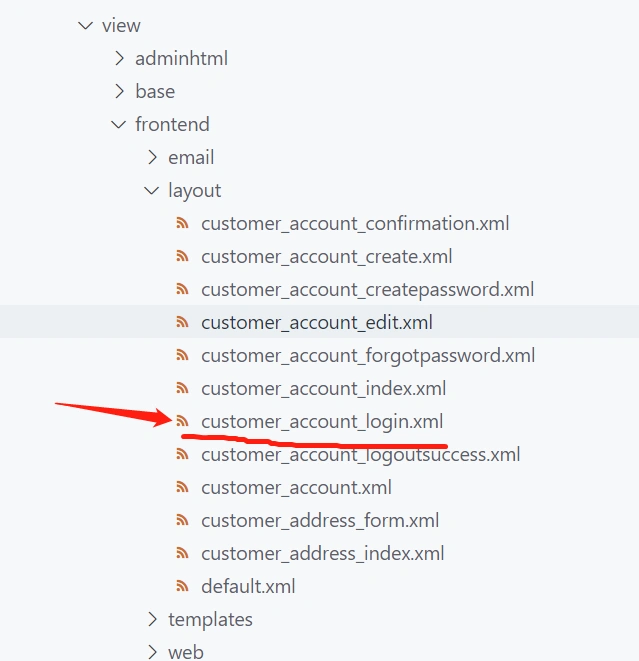 view
adminhtml
base
frontend
email
layout
customer_account_confirmation.xml
customer_account_create.xml
customer_account_createpassword.xml
customer_account_edit.xml
customer_account_forgotpassword.xml
customer_account_index.xml
customer_account_login.xml
customer_account_logoutsuccess.xml
customer_account.xml
customer_address_form.xml
customer_address_index.xml
default.xml
templates
web